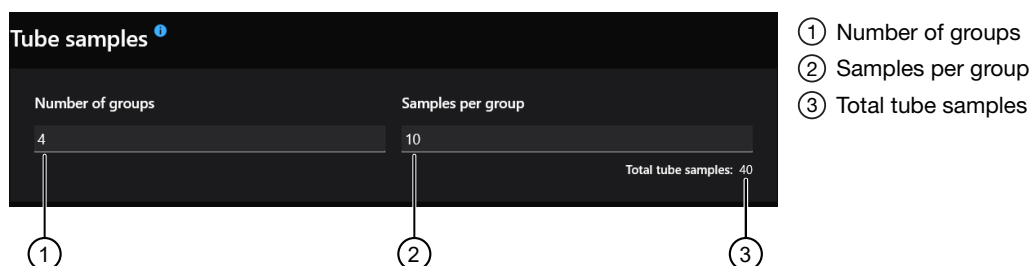 Tube samples
Number of groups
Samples per group
4
10
Total tube samples: 40
1
2
3
1 Number of groups
2 Samples per group
3 Total tube samples